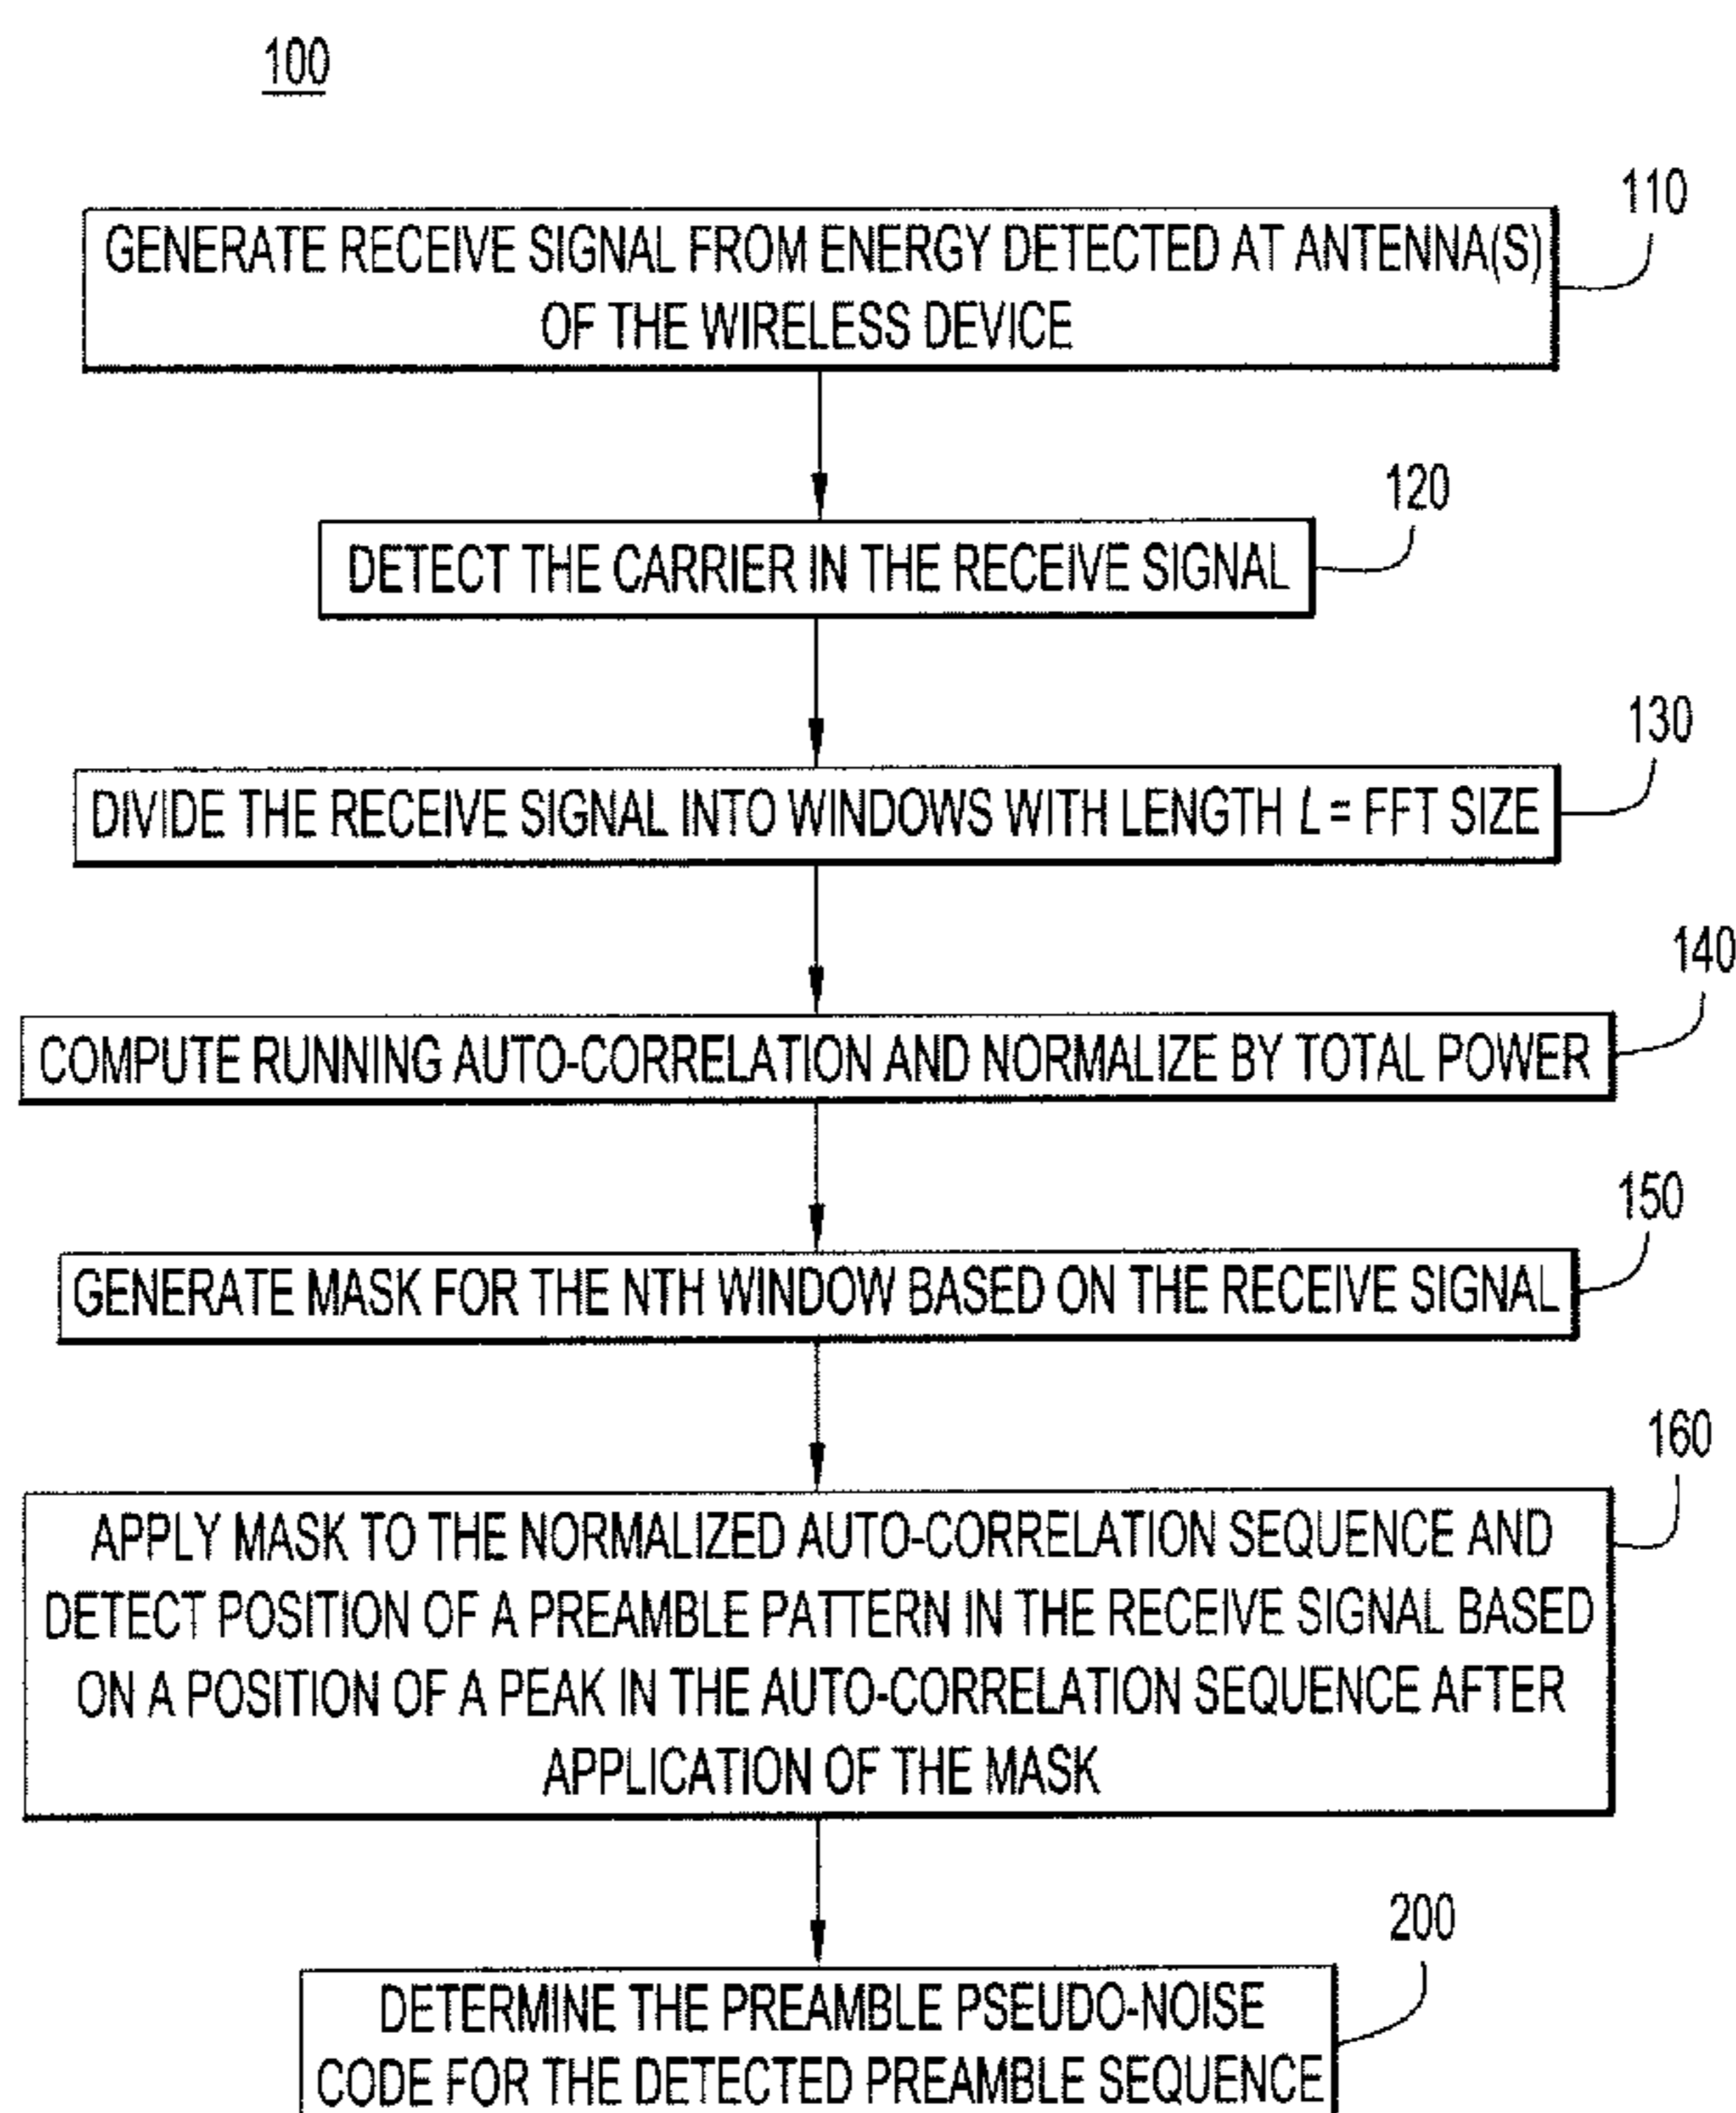 100
110
GENERATE RECEIVE SIGNAL FROM ENERGY DETECTED AT ANTENNA(S)
OF THE WIRELESS DEVICE
120
DETECT THE CARRIER IN THE RECEIVE SIGNAL
130
DIVIDE THE RECEIVE SIGNAL INTO WINDOWS WITH LENGTH L = FFT SIZE
140
COMPUTE RUNNING AUTO-CORRELATION AND NORMALIZE BY TOTAL POWER
150
GENERATE MASK FOR THE NTH WINDOW BASED ON THE RECEIVE SIGNAL
160
APPLY MASK TO THE NORMALIZED AUTO-CORRELATION SEQUENCE AND
DETECT POSITION OF A PREAMBLE PATTERN IN THE RECEIVE SIGNAL BASED
ON A POSITION OF A PEAK IN THE AUTO-CORRELATION SEQUENCE AFTER
APPLICATION OF THE MASK
200
DETERMINE THE PREAMBLE PSEUDO-NOISE
CODE FOR THE DETECTED PREAMBLE SEQUENCE